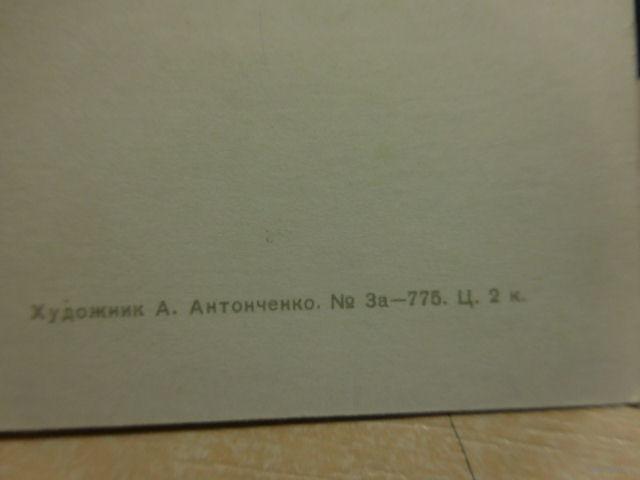 Художник А. Антонченко. № За—775. Ц. 2 к.